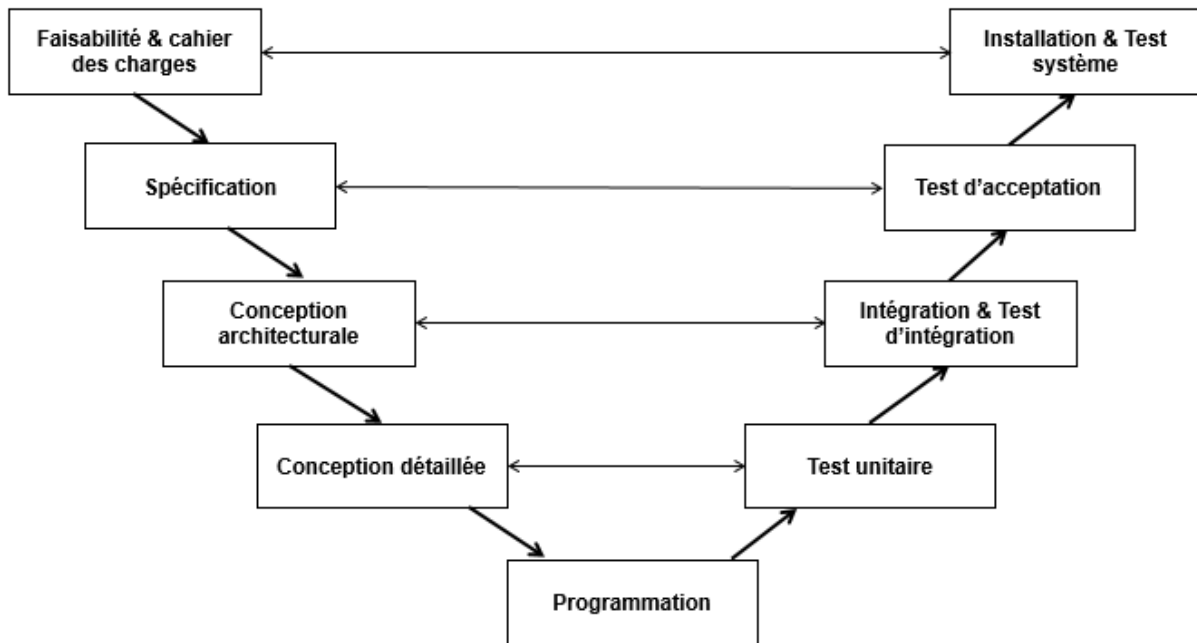 Faisabilité & cahier
des charges
Installation & Test
système
Spécification
Test d'acceptation
Conception
architecturale
Intégration & Test
d'intégration
Conception détaillée
Test unitaire
Programmation